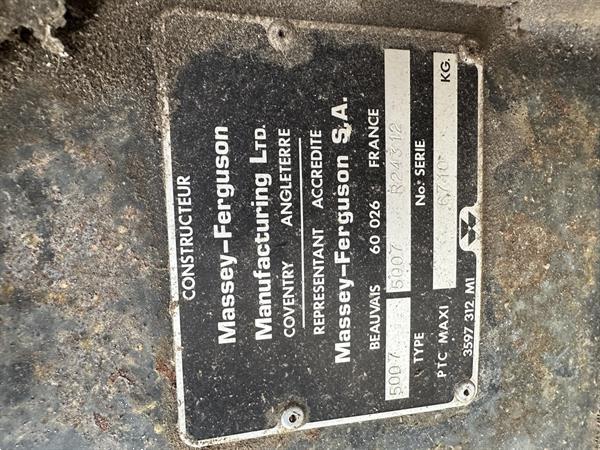 CONSTRUCTEUR
Massey-Ferguson
Manufacturing LTD.
COVENTRY ANGLETERRE
REPRESENTANT ACCREDITE
Massey-Ferguson S.A.
BEAUVAIS 60 026 FRANCE
5007 5007 B24312
TYPE No. SERIE
PTC MAXI 6710 KG.
3597 312 M1